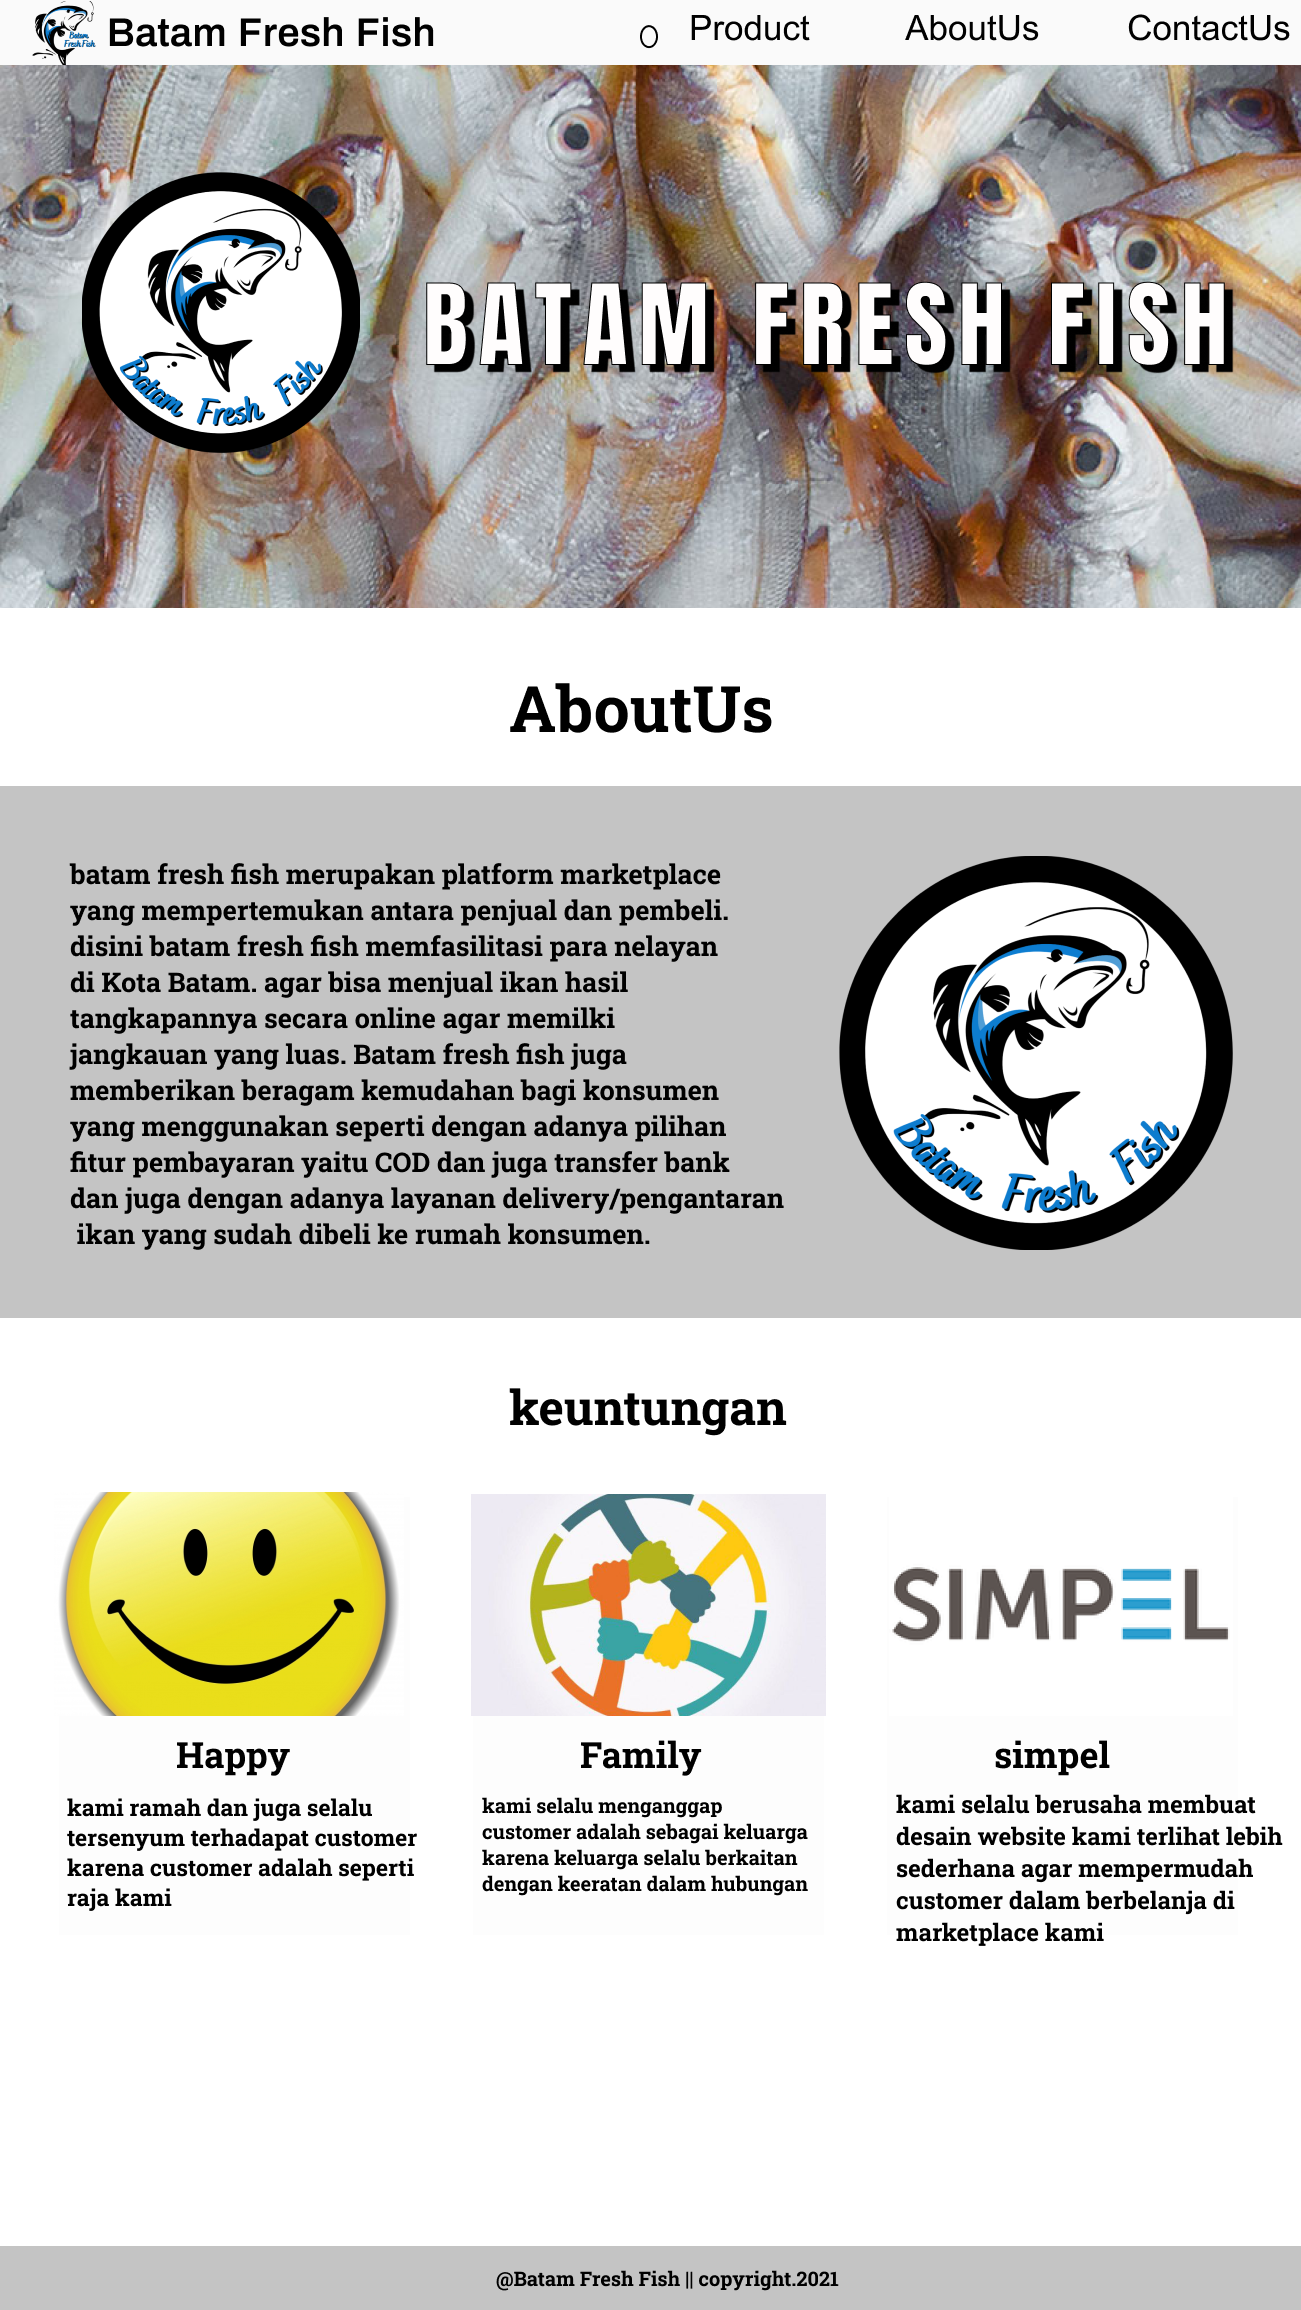 Batam Fresh Fish
Batam Fresh Fish
Product
AboutUs
ContactUs
Batam Fresh Fish
BATAM FRESH FISH
AboutUs
batam fresh fish merupakan platform marketplace
yang mempertemukan antara penjual dan pembeli.
disini batam fresh fish memfasilitasi para nelayan
di Kota Batam. agar bisa menjual ikan hasil
tangkapannya secara online agar memilki
jangkauan yang luas. Batam fresh fish juga
memberikan beragam kemudahan bagi konsumen
yang menggunakan seperti dengan adanya pilihan
fitur pembayaran yaitu COD dan juga transfer bank
dan juga dengan adanya layanan delivery/pengantaran
ikan yang sudah dibeli ke rumah konsumen.
Batam Fresh Fish
keuntungan
SIMPEL
Happy
kami ramah dan juga selalu
tersenyum terhadapat customer
karena customer adalah seperti
raja kami
Family
kami selalu menganggap
customer adalah sebagai keluarga
karena keluarga selalu berkaitan
dengan keeratan dalam hubungan
simpel
kami selalu berusaha membuat
desain website kami terlihat lebih
sederhana agar mempermudah
customer dalam berbelanja di
marketplace kami
@Batam Fresh Fish || copyright.2021